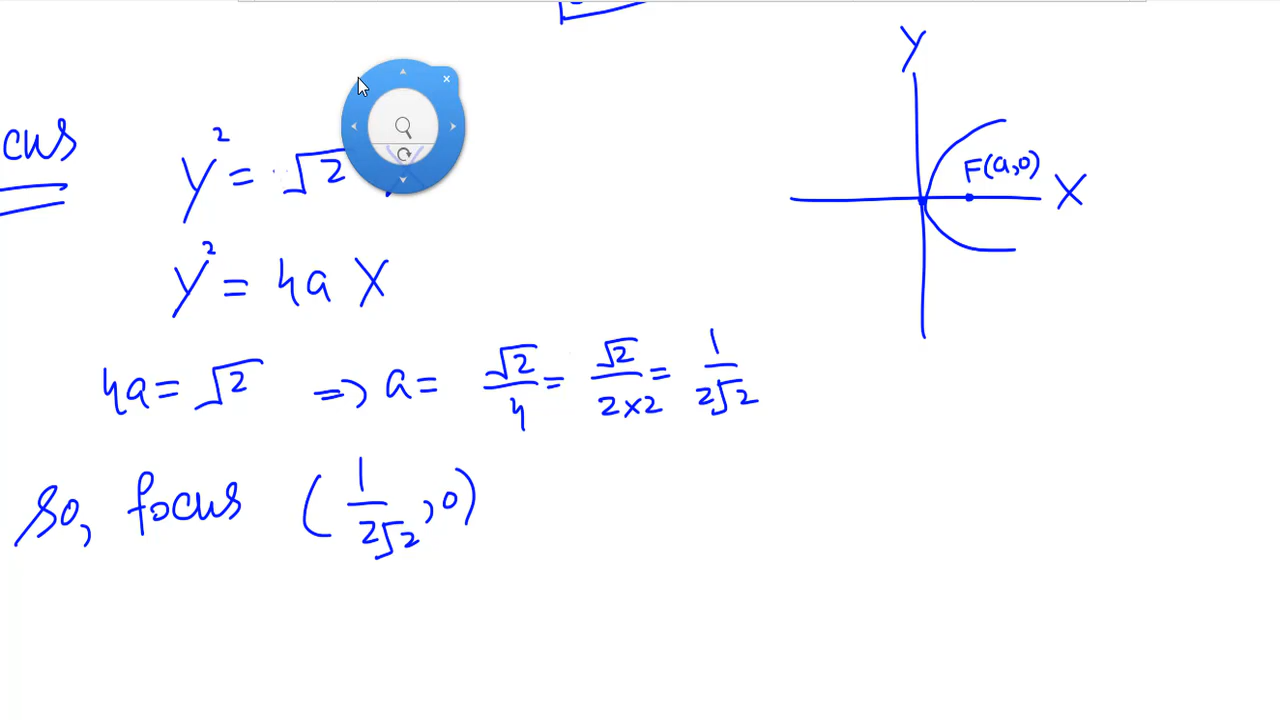 Y
cus
y² = √2
F(a,0)
X
Y² = 4a X
4a = √2 ⇒ a = √2/4 = √2/2×2 = 1/2√2
so, focus (1/2√2, 0)